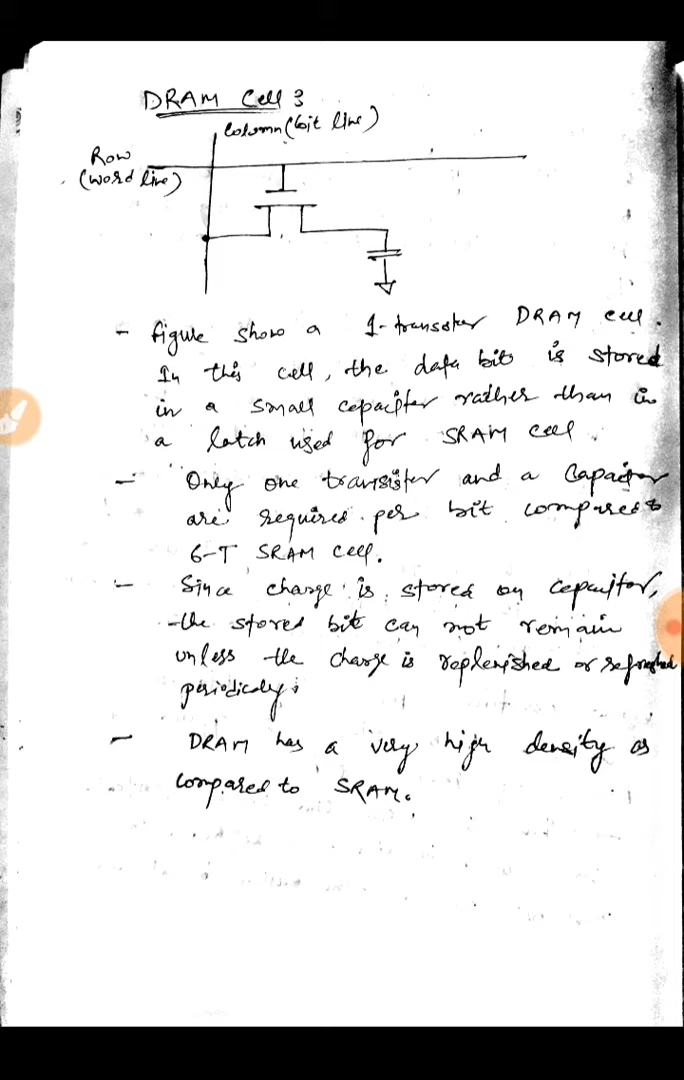 DRAM Cell :
Column (bit line)
Row
(word line)
- figure show a 1-transistor DRAM cell.
In this cell, the data bit is stored
in a small capacitor rather than in
a latch used for SRAM cell.
- Only one transistor and a Capacitor
are required per bit compared to
6-T SRAM cell.
- Since charge is stored on capacitor,
the stored bit can not remain
unless the charge is replenished or refreshed
periodically.
- DRAM has a very high density as
compared to SRAM.